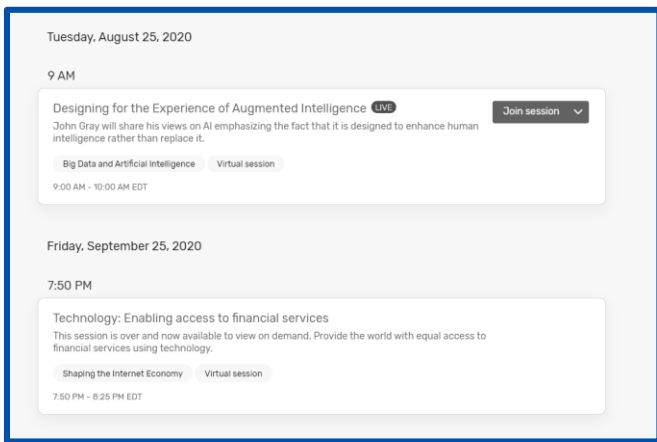 Tuesday, August 25, 2020
9 AM
Designing for the Experience of Augmented Intelligence LIVE
Join session
John Gray will share his views on AI emphasizing the fact that it is designed to enhance human
intelligence rather than replace it.
Big Data and Artificial Intelligence Virtual session
9:00 AM - 10:00 AM EDT
Friday, September 25, 2020
7:50 PM
Technology: Enabling access to financial services
This session is over and now available to view on demand. Provide the world with equal access to
financial services using technology.
Shaping the Internet Economy Virtual session
7:50 PM - 8:25 PM EDT